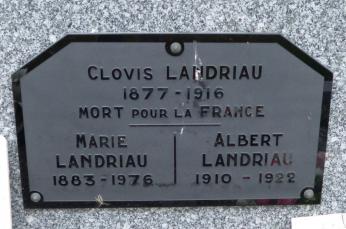 CLOVIS LANDRIAU
1877-1916
MORT POUR LA FRANCE
MARIE
LANDRIAU
1883-1976
ALBERT
LANDRIAU
1910 - 1922